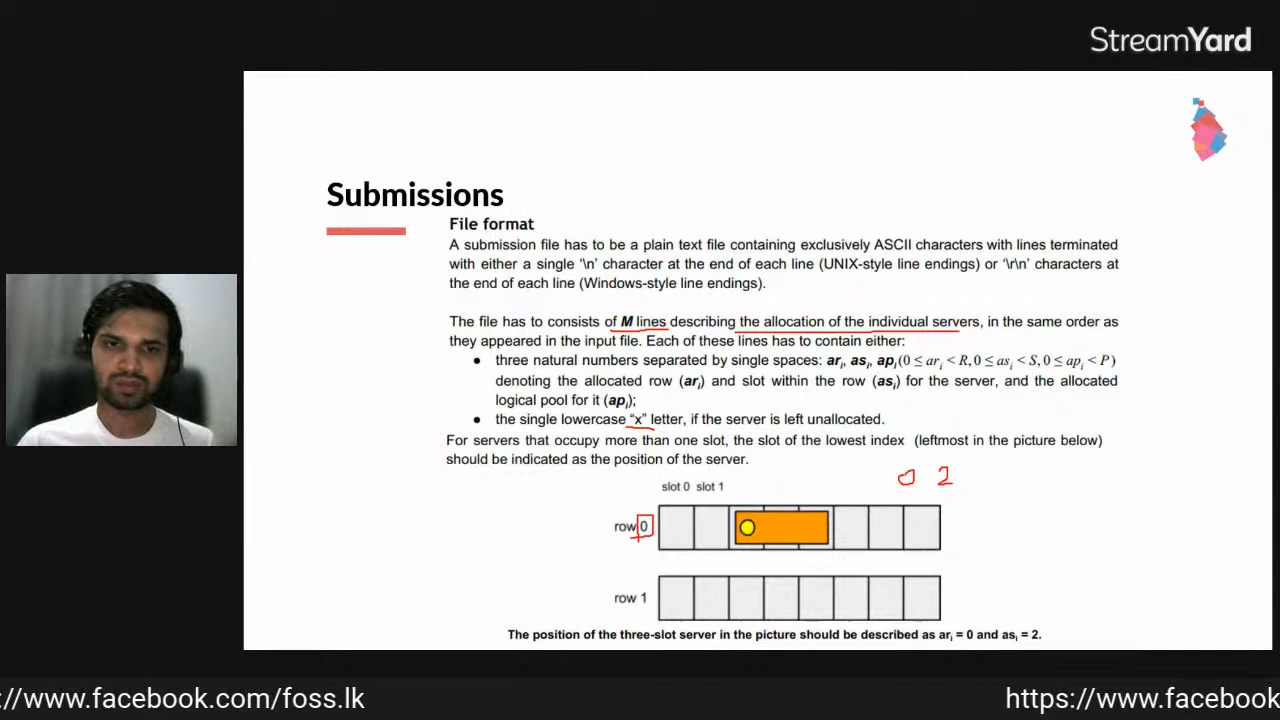 StreamYard
Submissions
File format
A submission file has to be a plain text file containing exclusively ASCII characters with lines terminated
with either a single ‘\n’ character at the end of each line (UNIX-style line endings) or ‘\r\n’ characters at
the end of each line (Windows-style line endings).
The file has to consists of M lines describing the allocation of the individual servers, in the same order as
they appeared in the input file. Each of these lines has to contain either:
● three natural numbers separated by single spaces: arᵢ, asᵢ, apᵢ(0 ≤ arᵢ < R, 0 ≤ asᵢ < S, 0 ≤ apᵢ < P)
denoting the allocated row (arᵢ) and slot within the row (asᵢ) for the server, and the allocated
logical pool for it (apᵢ);
● the single lowercase “x” letter, if the server is left unallocated.
For servers that occupy more than one slot, the slot of the lowest index (leftmost in the picture below)
should be indicated as the position of the server.
0 2
slot 0 slot 1
row 0
row 1
The position of the three-slot server in the picture should be described as arᵢ = 0 and asᵢ = 2.
://www.facebook.com/foss.lk https://www.facebook